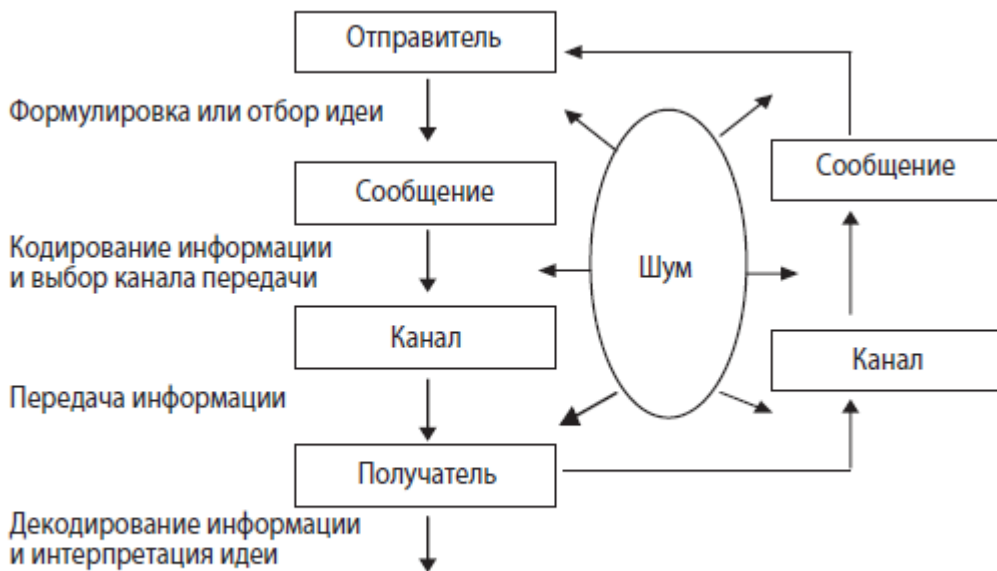 Отправитель
Формулировка или отбор идеи
Сообщение
Сообщение
Кодирование информации
и выбор канала передачи
Шум
Канал
Канал
Передача информации
Получатель
Декодирование информации
и интерпретация идеи